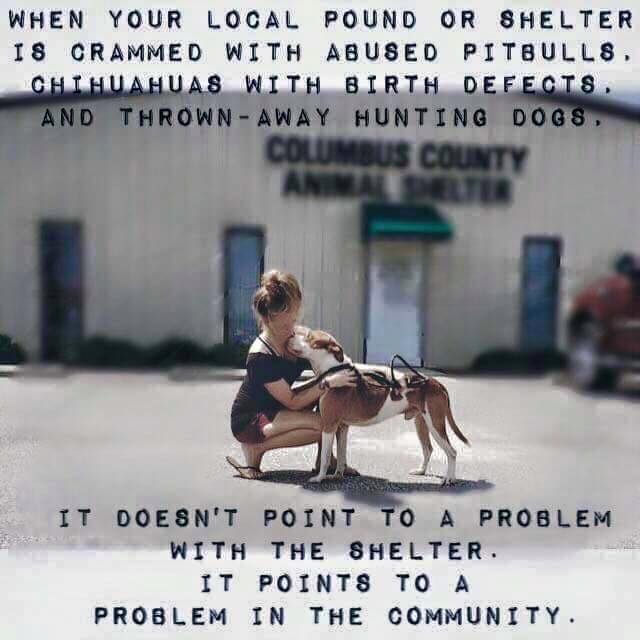 WHEN YOUR LOCAL POUND OR SHELTER
IS CRAMMED WITH ABUSED PITBULLS,
CHIHUAHUAS WITH BIRTH DEFECTS,
AND THROWN-AWAY HUNTING DOGS,
COLUMBUS COUNTY
ANIMAL SHELTER
IT DOESN'T POINT TO A PROBLEM
WITH THE SHELTER.
IT POINTS TO A
PROBLEM IN THE COMMUNITY.